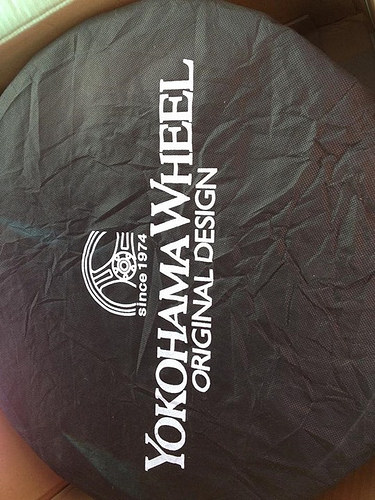 since 1974
YOKOHAMA WHEEL
ORIGINAL DESIGN